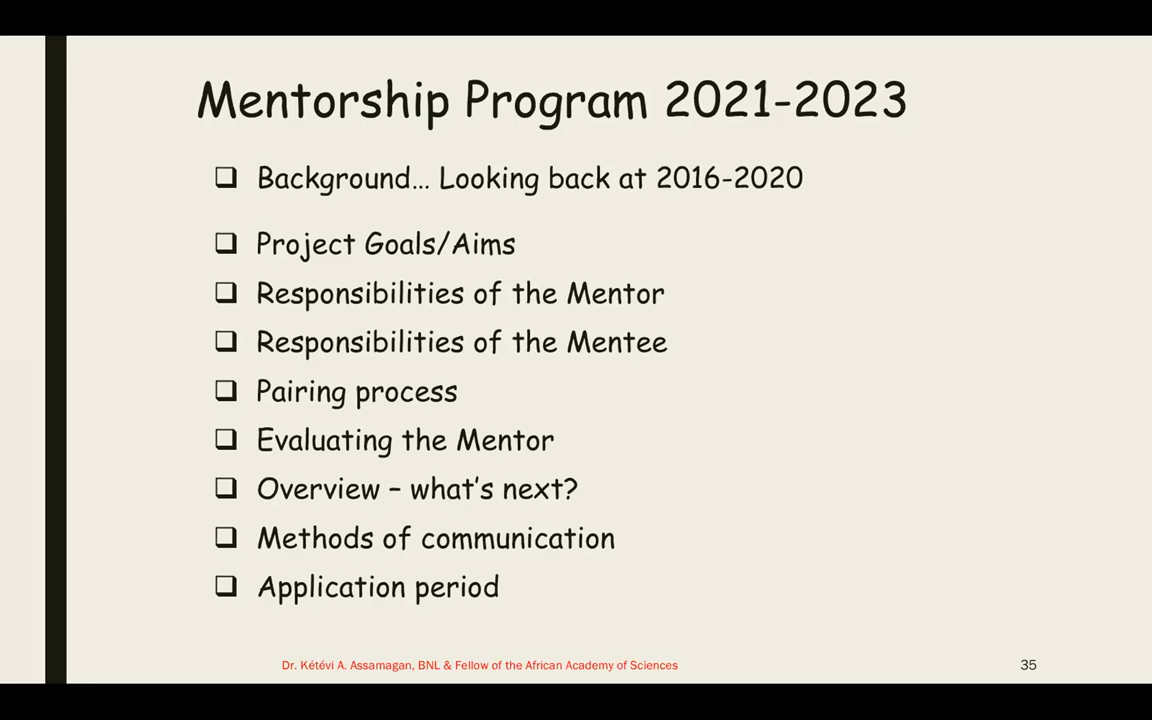 Mentorship Program 2021-2023
❑ Background... Looking back at 2016-2020
❑ Project Goals/Aims
❑ Responsibilities of the Mentor
❑ Responsibilities of the Mentee
❑ Pairing process
❑ Evaluating the Mentor
❑ Overview – what's next?
❑ Methods of communication
❑ Application period
Dr. Kétévi A. Assamagan, BNL & Fellow of the African Academy of Sciences
35